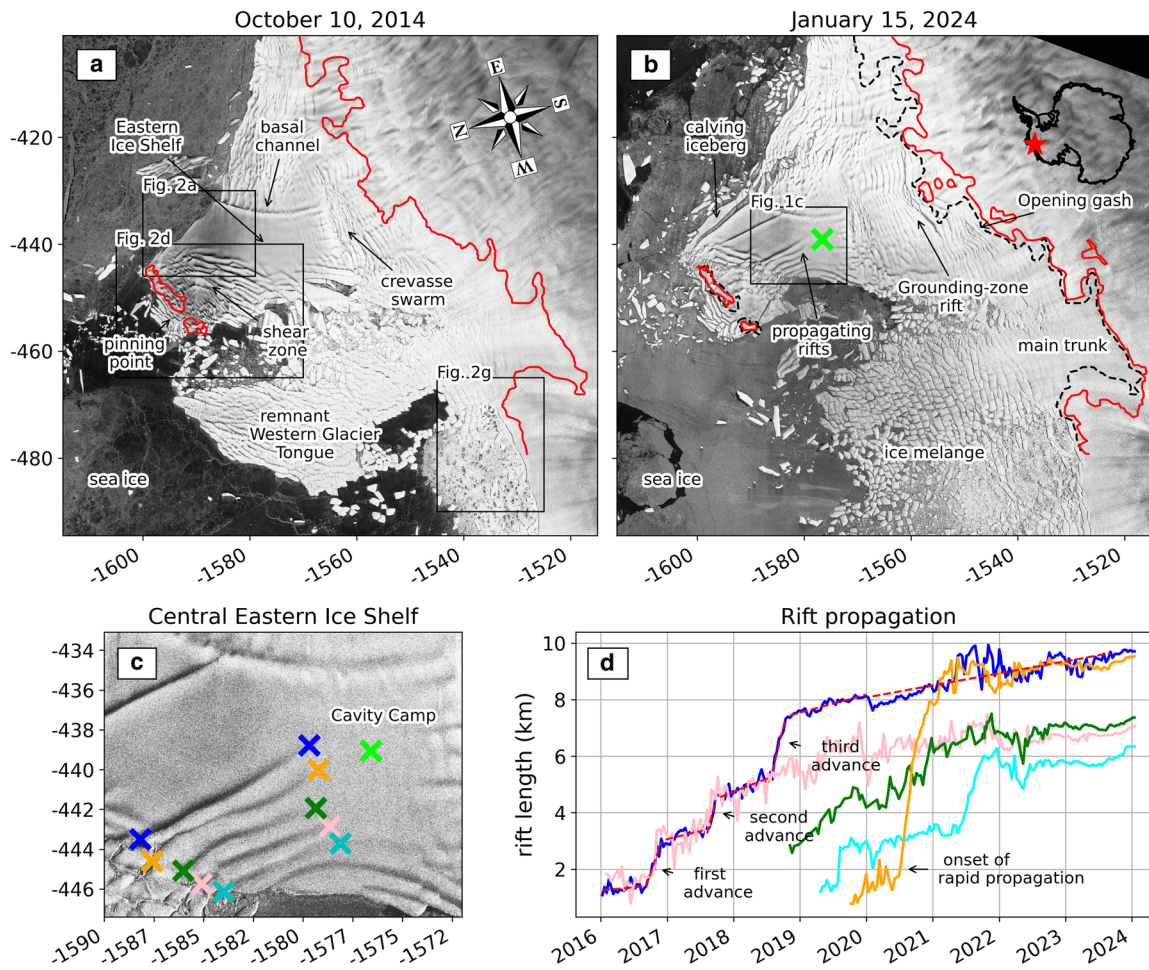 October 10, 2014
January 15, 2024
a
b
E
S
N
W
Eastern
Ice Shelf
basal
channel
Fig. 2a
Fig. 2d
crevasse
swarm
shear
zone
pinning
point
Fig. 2g
remnant
Western Glacier
Tongue
sea ice
calving
iceberg
Fig. 1c
Opening gash
Grounding-zone
rift
propagating
rifts
main trunk
ice melange
sea ice
-420
-440
-460
-480
-1600
-1580
-1560
-1540
-1520
-1600
-1580
-1560
-1540
-1520
Central Eastern Ice Shelf
c
Cavity Camp
-434
-436
-438
-440
-442
-444
-446
-1590
-1587
-1585
-1582
-1580
-1577
-1575
-1572
Rift propagation
d
rift length (km)
10
8
6
4
2
third
advance
second
advance
first
advance
onset of
rapid propagation
2016
2017
2018
2019
2020
2021
2022
2023
2024